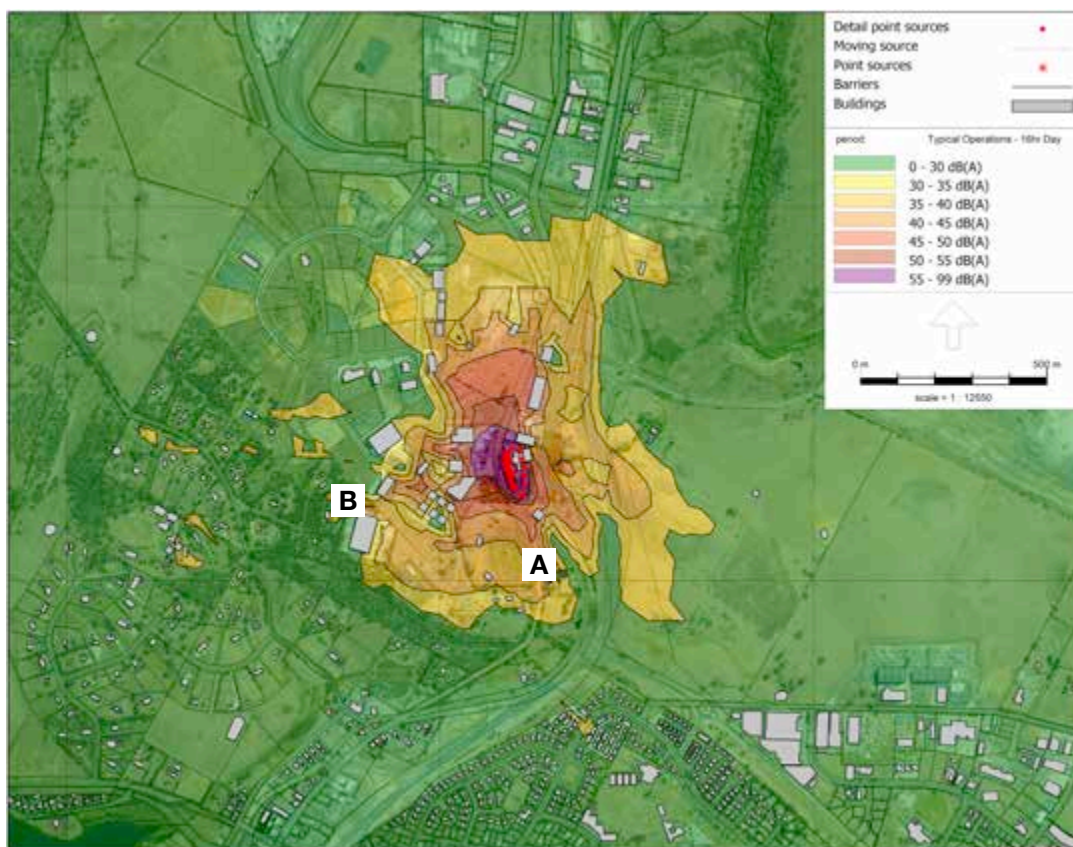 Detail point sources
Moving source
Point sources
Barriers
Buildings
period Typical Operations - 16hr Day
0 - 30 dB(A)
30 - 35 dB(A)
35 - 40 dB(A)
40 - 45 dB(A)
45 - 50 dB(A)
50 - 55 dB(A)
55 - 99 dB(A)
0 m 500 m
scale = 1 : 12550
B
A